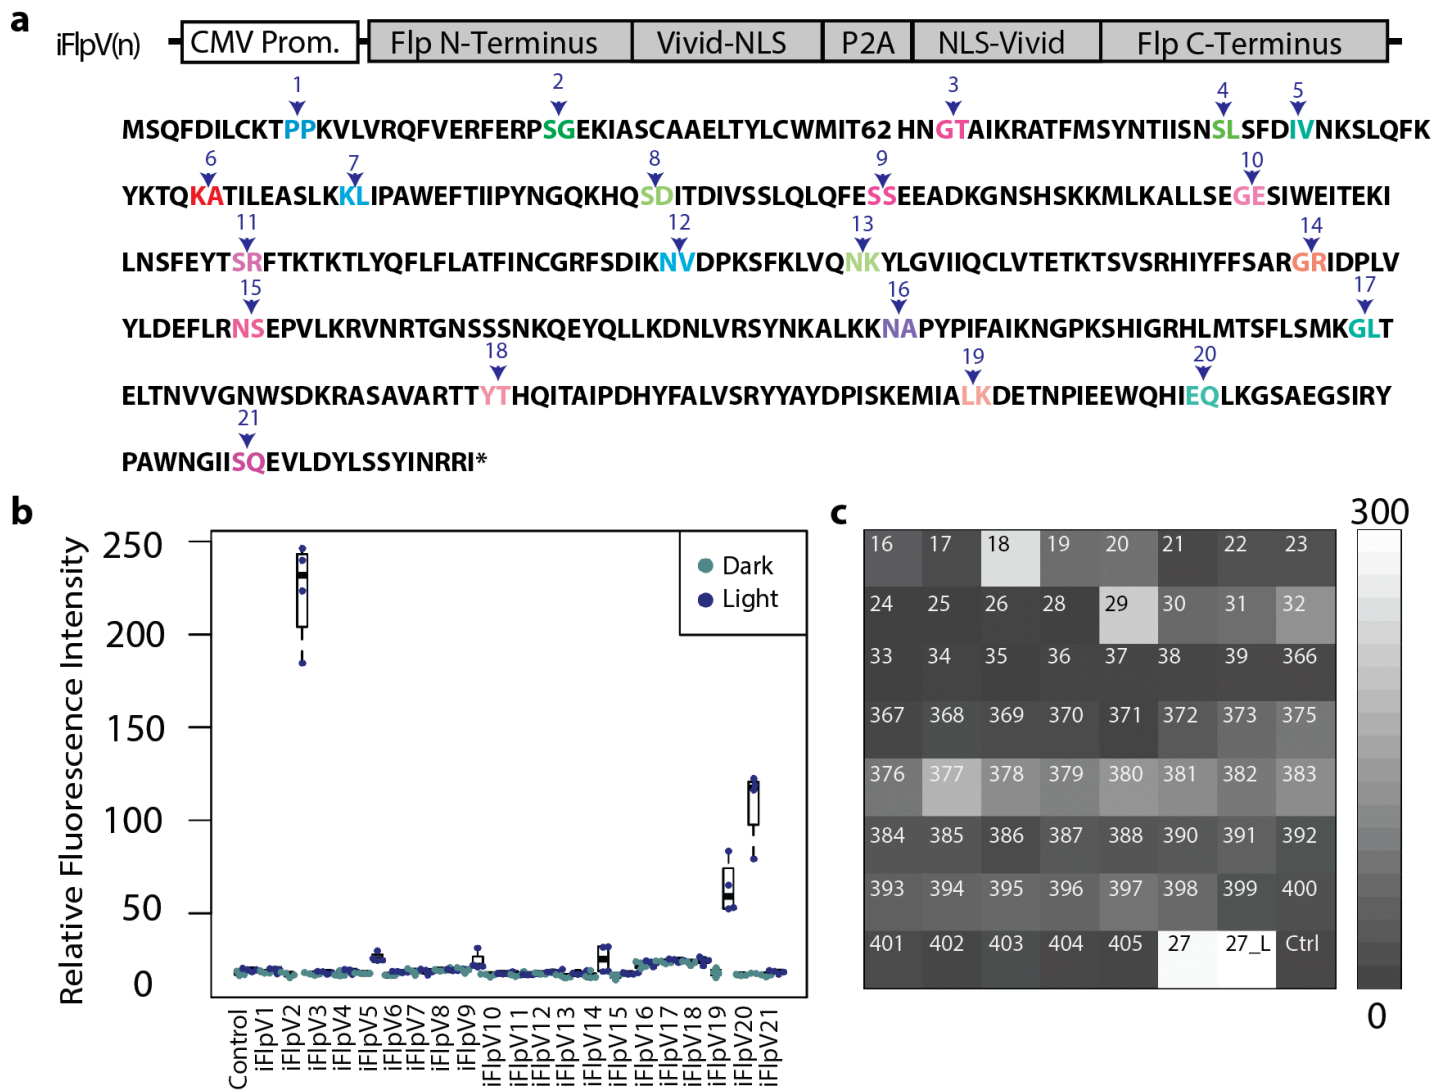 a
iFlpV(n) CMV Prom. Flp N-Terminus Vivid-NLS P2A NLS-Vivid Flp C-Terminus
1 2 3 4 5
MSQFDILCKTPPKVLVRQFVERFERPSGEKIASCAAELTYLCWMIT62 HNGTAIKRATFMSYNTIISNSLSFDIVNKSLQFK
6 7 8 9 10
YKTQKATILEASLKKLIPAWEFTIIPYNGQKHQSDITDIVSSLQLQFESSEEADKGNSHSKKMLKALLSEGESIWEITEKI
11 12 13 14
LNSFEYTSRFTKTKTLYQFLFLATFINCGRFSDIKNVDPKSFKLVQNKYLGVIIQCLVTETKTSVSRHIYFFSARGRIDPLV
15 16 17
YLDEFLRNSEPVLKRVNRTGNSSSNKQEYQLLKDNLVRSYNKALKKNAPYPIFAIKNGPKSHIGRHLMTSFLSMKGLT
18 19 20
ELTNVVGNWSDKRASAVARTTYTHQITAIPDHYFALVSRYYAYDPISKEMIALKDETNPIEEWQHIEQLKGSAEGSIRY
21
PAWNGIISQEVLDYLSSYINRRI*
b
Relative Fluorescence Intensity
250
200
150
100
50
0
Dark
Light
Control iFlpV1 iFlpV2 iFlpV3 iFlpV4 iFlpV5 iFlpV6 iFlpV7 iFlpV8 iFlpV9 iFlpV10 iFlpV11 iFlpV12 iFlpV13 iFlpV14 iFlpV15 iFlpV16 iFlpV17 iFlpV18 iFlpV19 iFlpV20 iFlpV21
c
300
16 17 18 19 20 21 22 23
24 25 26 28 29 30 31 32
33 34 35 36 37 38 39 366
367 368 369 370 371 372 373 375
376 377 378 379 380 381 382 383
384 385 386 387 388 390 391 392
393 394 395 396 397 398 399 400
401 402 403 404 405 27 27_L Ctrl
0